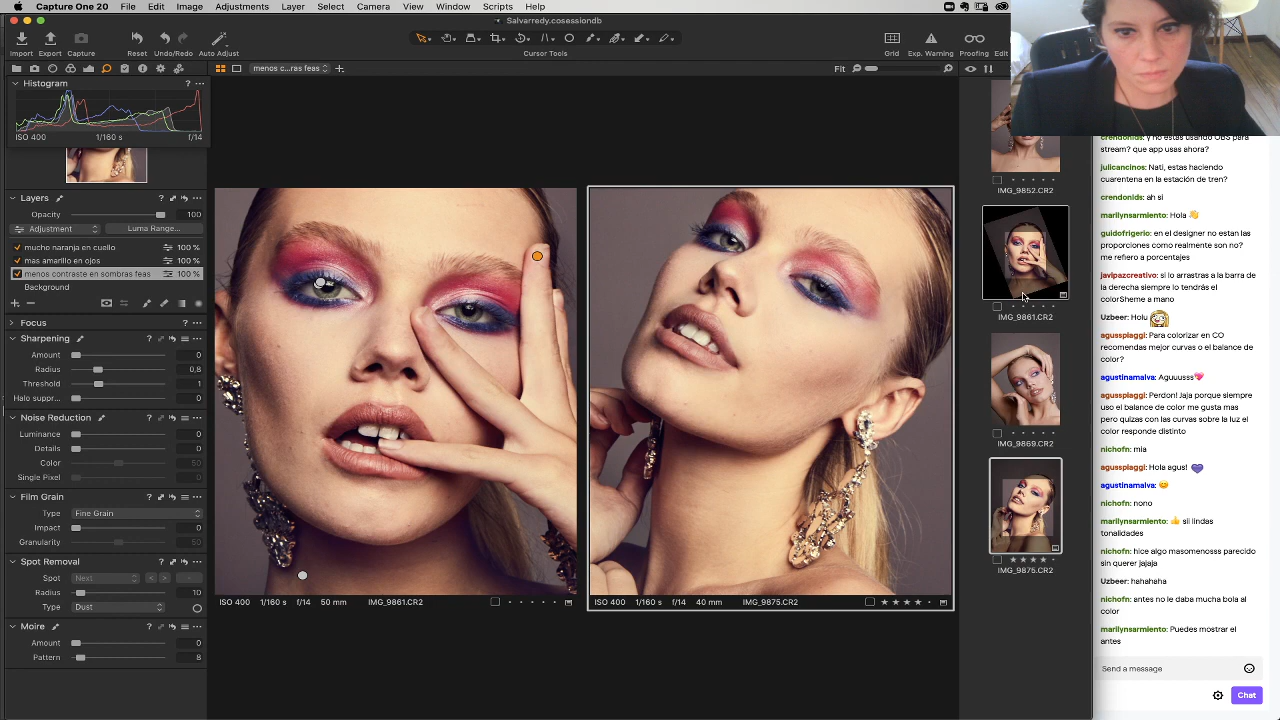 Capture One 20 File Edit Image Adjustments Layer Select Camera View Window Scripts Help
Salvarredy.cosessiondb
Import Export Capture Reset Undo/Redo Auto Adjust Cursor Tools Grid Exp. Warning Proofing Edit
menos c...ras feas Fit
Histogram ? ...
ISO 400 1/160 s f/14
Layers ?
Opacity 100
Adjustment Luma Range...
mucho naranja en cuello 100 %
mas amarillo en ojos 100 %
menos contraste en sombras feas 100 %
Background
Focus ?
Sharpening ?
Amount 0
Radius 0,8
Threshold 1
Halo suppr... 0
Noise Reduction ?
Luminance 0
Details 0
Color 50
Single Pixel 0
Film Grain ?
Type Fine Grain
Impact 0
Granularity 50
Spot Removal ?
Spot Next
Radius 10
Type Dust
Moire ?
Amount 0
Pattern 8
ISO 400 1/160 s f/14 50 mm IMG_9861.CR2
ISO 400 1/160 s f/14 40 mm IMG_9875.CR2
IMG_9852.CR2
IMG_9861.CR2
IMG_9869.CR2
IMG_9875.CR2
crendonlds: y no estas usando OBS para
stream? que app usas ahora?
julicancinos: Nati, estas haciendo
cuarentena en la estación de tren?
crendonlds: ah si
marilynsarmiento: Hola 👋
guidofrigerio: en el designer no estan las
proporciones como realmente son no?
me refiero a porcentajes
javipazcreativo: si lo arrastras a la barra de
la derecha siempre lo tendrás el
colorSheme a mano
Uzbeer: Holu
aguspiaggi: Para colorizar en CO
recomendas mejor curvas o el balance de
color?
agustinamalva: Aguuusss💖
aguspiaggi: Perdon! Jaja porque siempre
uso el balance de color me gusta mas
pero quizas con las curvas sobre la luz el
color responde distinto
nichofn: mia
aguspiaggi: Hola agus! 💜
agustinamalva: 😊
nichofn: nono
marilynsarmiento: 👍 sii lindas
tonalidades
nichofn: hice algo masomenosss parecido
sin querer jajaja
Uzbeer: hahahaha
nichofn: antes no le daba mucha bola al
color
marilynsarmiento: Puedes mostrar el
antes
Send a message
Chat